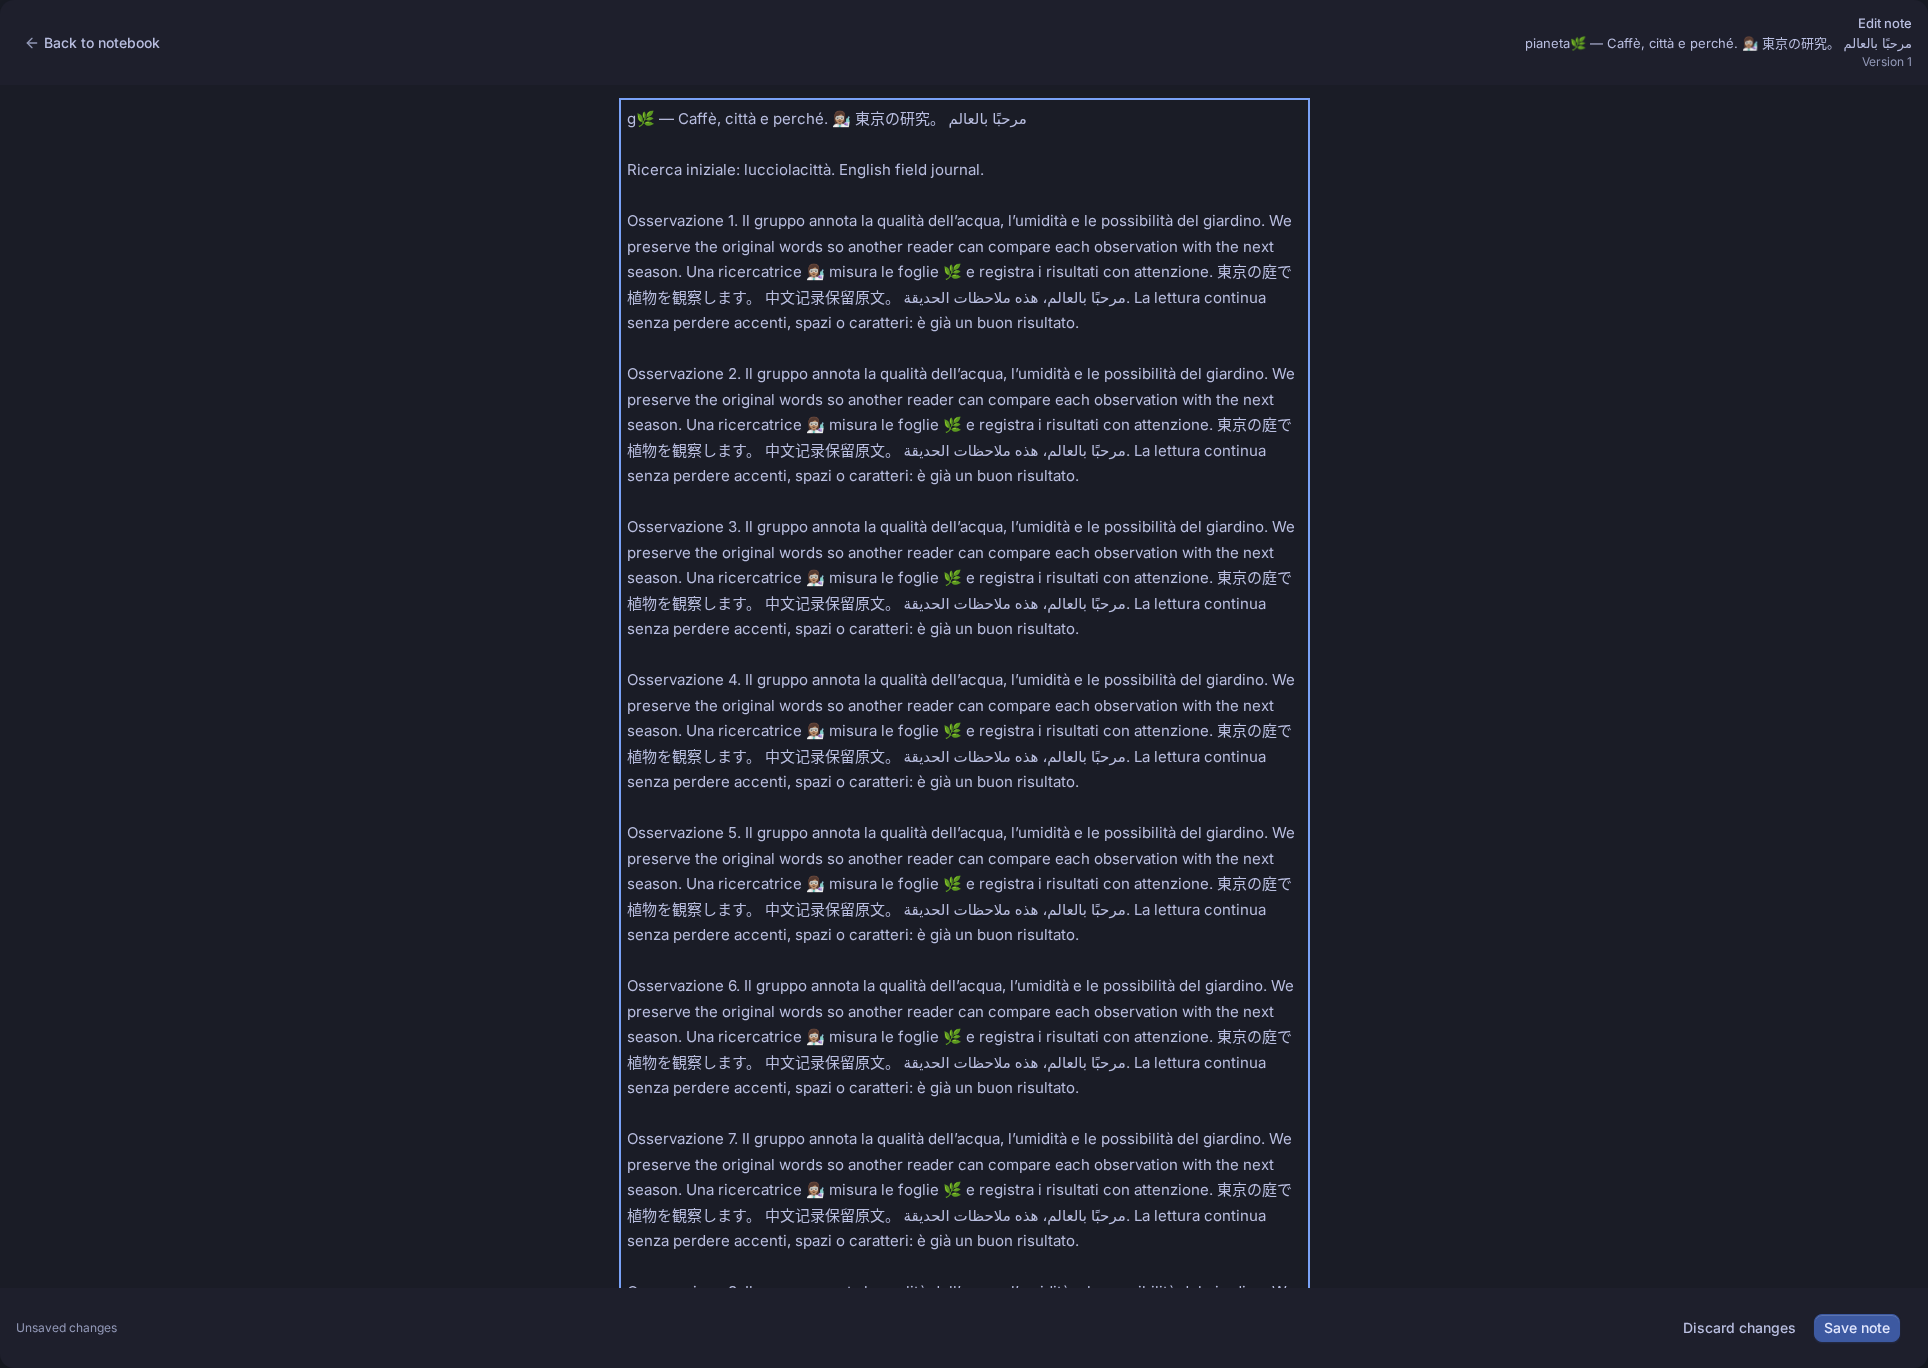 ← Back to notebook
Edit note
pianeta🌿 — Caffè, città e perché. 👩🏽‍🔬 東京の研究。 مرحبًا بالعالم
Version 1
g🌿 — Caffè, città e perché. 👩🏽‍🔬 東京の研究。 مرحبًا بالعالم
Ricerca iniziale: lucciolacittà. English field journal.
Osservazione 1. Il gruppo annota la qualità dell’acqua, l’umidità e le possibilità del giardino. We
preserve the original words so another reader can compare each observation with the next
season. Una ricercatrice 👩🏽‍🔬 misura le foglie 🌿 e registra i risultati con attenzione. 東京の庭で
植物を観察します。 中文记录保留原文。 مرحبًا بالعالم، هذه ملاحظات الحديقة. La lettura continua
senza perdere accenti, spazi o caratteri: è già un buon risultato.
Osservazione 2. Il gruppo annota la qualità dell’acqua, l’umidità e le possibilità del giardino. We
preserve the original words so another reader can compare each observation with the next
season. Una ricercatrice 👩🏽‍🔬 misura le foglie 🌿 e registra i risultati con attenzione. 東京の庭で
植物を観察します。 中文记录保留原文。 مرحبًا بالعالم، هذه ملاحظات الحديقة. La lettura continua
senza perdere accenti, spazi o caratteri: è già un buon risultato.
Osservazione 3. Il gruppo annota la qualità dell’acqua, l’umidità e le possibilità del giardino. We
preserve the original words so another reader can compare each observation with the next
season. Una ricercatrice 👩🏽‍🔬 misura le foglie 🌿 e registra i risultati con attenzione. 東京の庭で
植物を観察します。 中文记录保留原文。 مرحبًا بالعالم، هذه ملاحظات الحديقة. La lettura continua
senza perdere accenti, spazi o caratteri: è già un buon risultato.
Osservazione 4. Il gruppo annota la qualità dell’acqua, l’umidità e le possibilità del giardino. We
preserve the original words so another reader can compare each observation with the next
season. Una ricercatrice 👩🏽‍🔬 misura le foglie 🌿 e registra i risultati con attenzione. 東京の庭で
植物を観察します。 中文记录保留原文。 مرحبًا بالعالم، هذه ملاحظات الحديقة. La lettura continua
senza perdere accenti, spazi o caratteri: è già un buon risultato.
Osservazione 5. Il gruppo annota la qualità dell’acqua, l’umidità e le possibilità del giardino. We
preserve the original words so another reader can compare each observation with the next
season. Una ricercatrice 👩🏽‍🔬 misura le foglie 🌿 e registra i risultati con attenzione. 東京の庭で
植物を観察します。 中文记录保留原文。 مرحبًا بالعالم، هذه ملاحظات الحديقة. La lettura continua
senza perdere accenti, spazi o caratteri: è già un buon risultato.
Osservazione 6. Il gruppo annota la qualità dell’acqua, l’umidità e le possibilità del giardino. We
preserve the original words so another reader can compare each observation with the next
season. Una ricercatrice 👩🏽‍🔬 misura le foglie 🌿 e registra i risultati con attenzione. 東京の庭で
植物を観察します。 中文记录保留原文。 مرحبًا بالعالم، هذه ملاحظات الحديقة. La lettura continua
senza perdere accenti, spazi o caratteri: è già un buon risultato.
Osservazione 7. Il gruppo annota la qualità dell’acqua, l’umidità e le possibilità del giardino. We
preserve the original words so another reader can compare each observation with the next
season. Una ricercatrice 👩🏽‍🔬 misura le foglie 🌿 e registra i risultati con attenzione. 東京の庭で
植物を観察します。 中文记录保留原文。 مرحبًا بالعالم، هذه ملاحظات الحديقة. La lettura continua
senza perdere accenti, spazi o caratteri: è già un buon risultato.
Unsaved changes
Discard changes
Save note